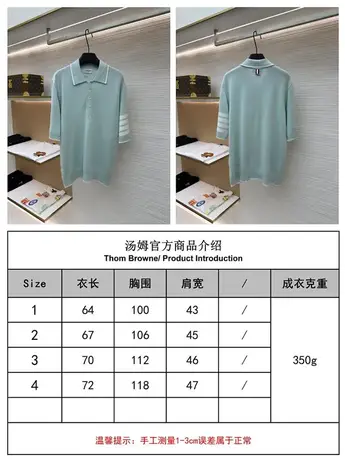 汤姆官方商品介绍
Thom Browne/ Product Introduction
Size 衣长 胸围 肩宽 / 成衣克重
1 64 100 43 /
2 67 106 45 /
3 70 112 46 /
4 72 118 47 /
350g
温馨提示：手工测量1-3cm误差属于正常